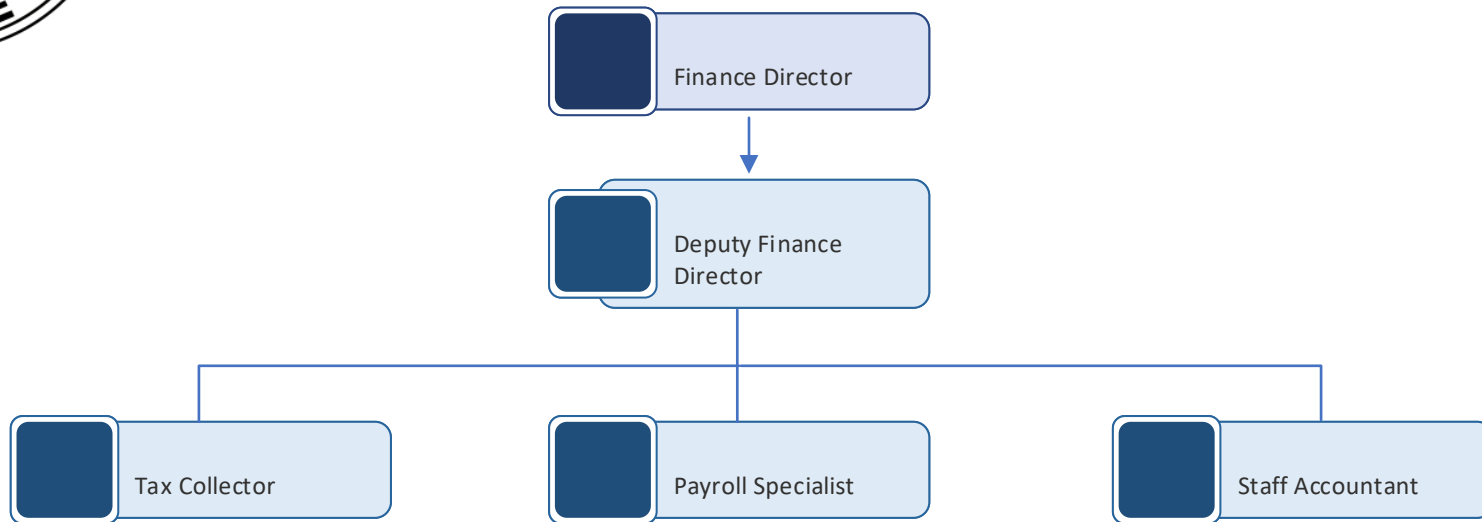 Finance Director
Deputy Finance
Director
Tax Collector
Payroll Specialist
Staff Accountant